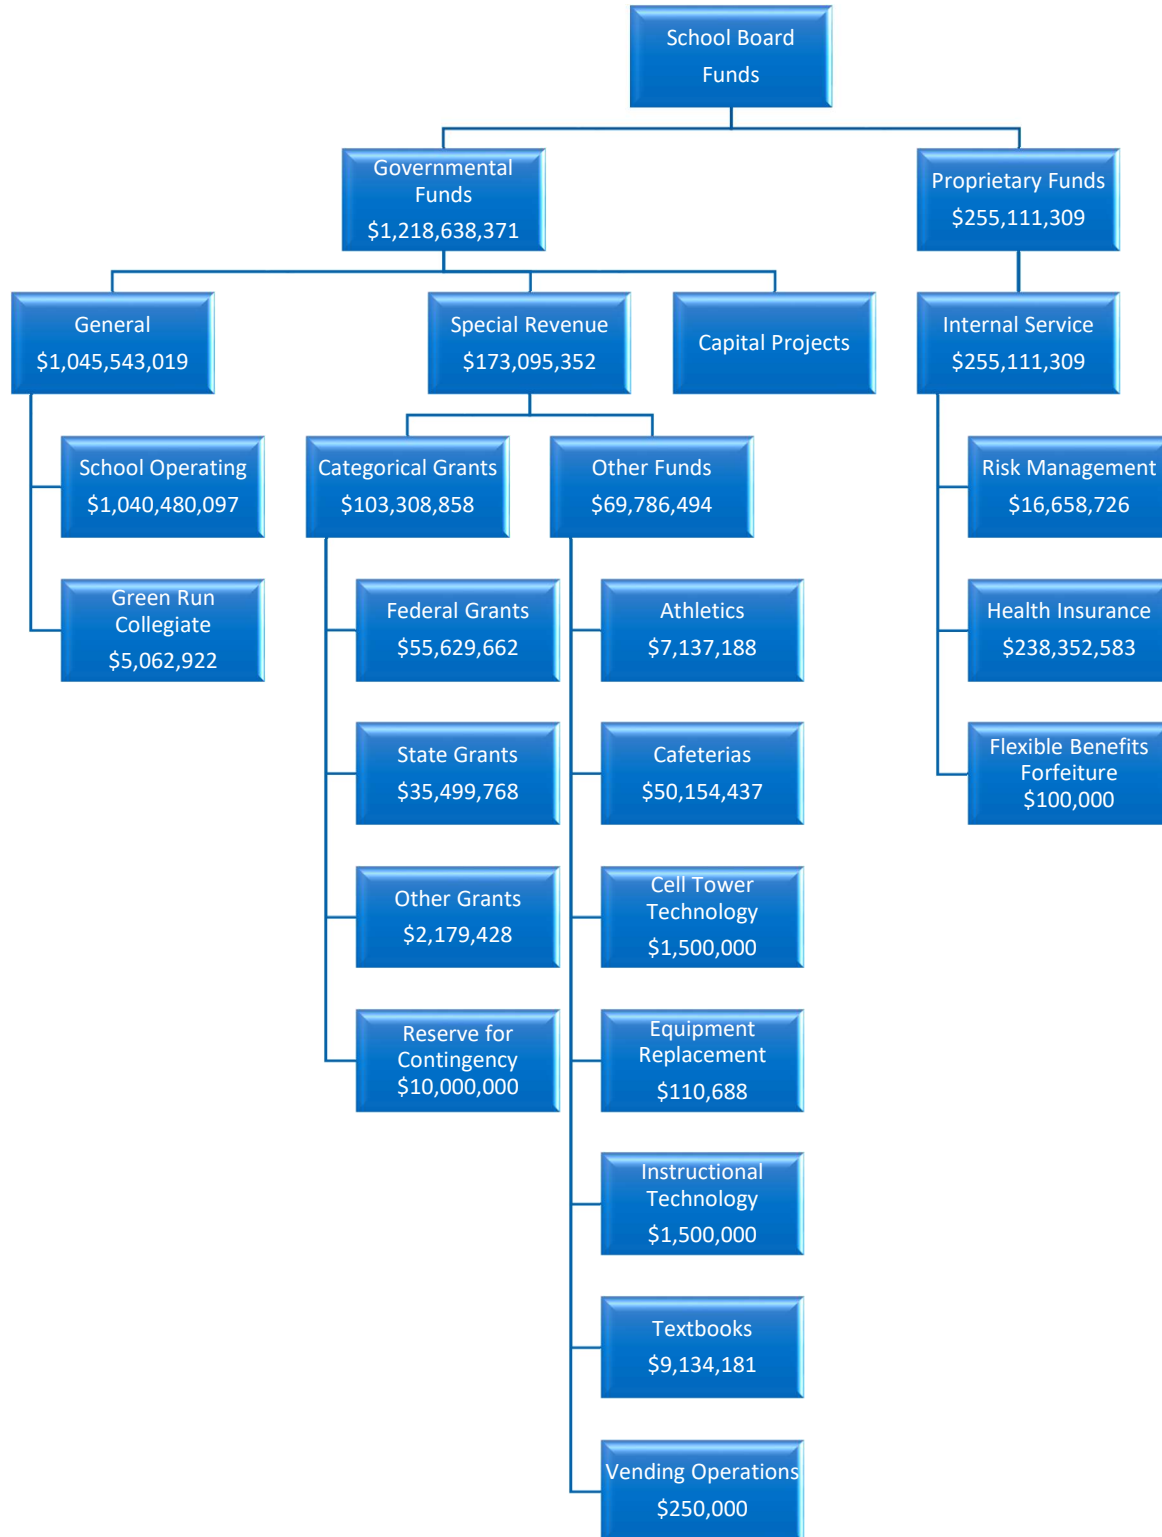 School Board
Funds
Governmental
Funds
$1,218,638,371
Proprietary Funds
$255,111,309
General
$1,045,543,019
Special Revenue
$173,095,352
Capital Projects
Internal Service
$255,111,309
School Operating
$1,040,480,097
Green Run
Collegiate
$5,062,922
Categorical Grants
$103,308,858
Federal Grants
$55,629,662
State Grants
$35,499,768
Other Grants
$2,179,428
Reserve for
Contingency
$10,000,000
Other Funds
$69,786,494
Athletics
$7,137,188
Cafeterias
$50,154,437
Cell Tower
Technology
$1,500,000
Equipment
Replacement
$110,688
Instructional
Technology
$1,500,000
Textbooks
$9,134,181
Vending Operations
$250,000
Risk Management
$16,658,726
Health Insurance
$238,352,583
Flexible Benefits
Forfeiture
$100,000